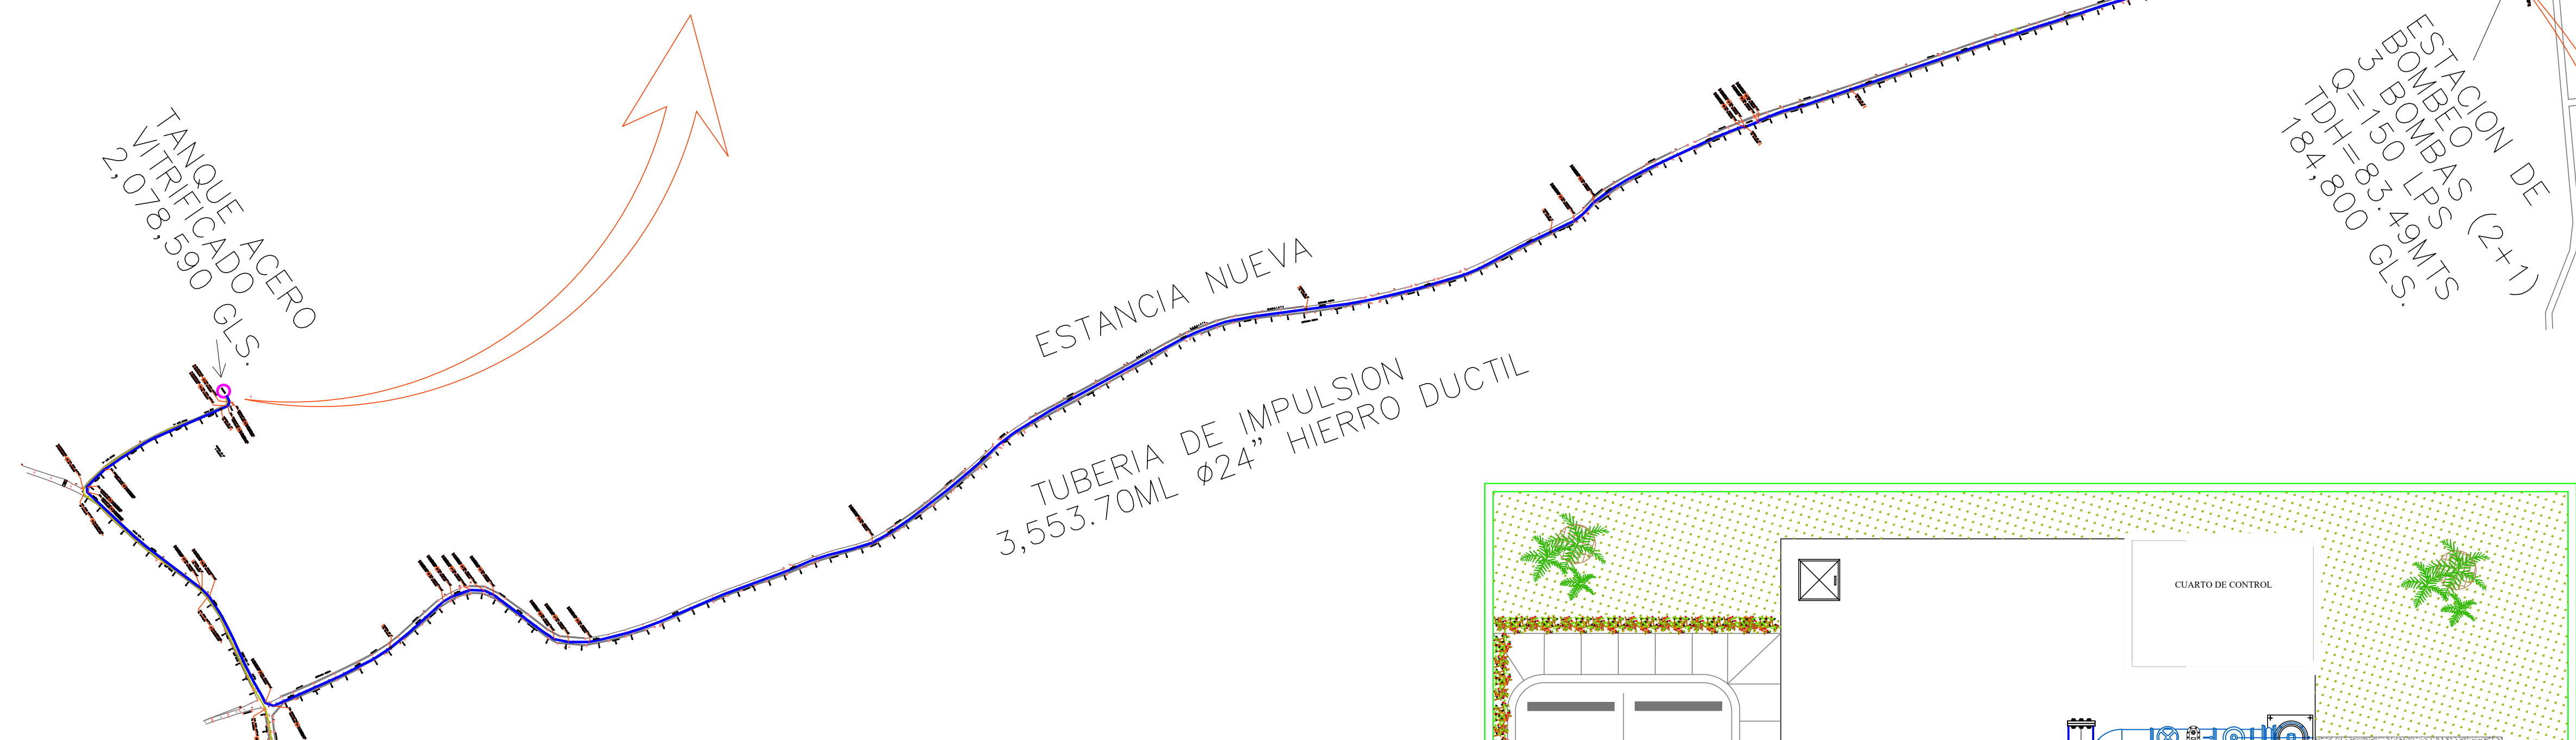 TANQUE ACERO
VITRIFICADO
2,078,590 GLS.
ESTANCIA NUEVA
TUBERIA DE IMPULSION
3,553.70ML ø24” HIERRO DUCTIL
ESTACION DE
BOMBEO
3 BOMBAS (2+1)
Q=150 LPS
TDH=83.49MTS
184,800 GLS.
CUARTO DE CONTROL